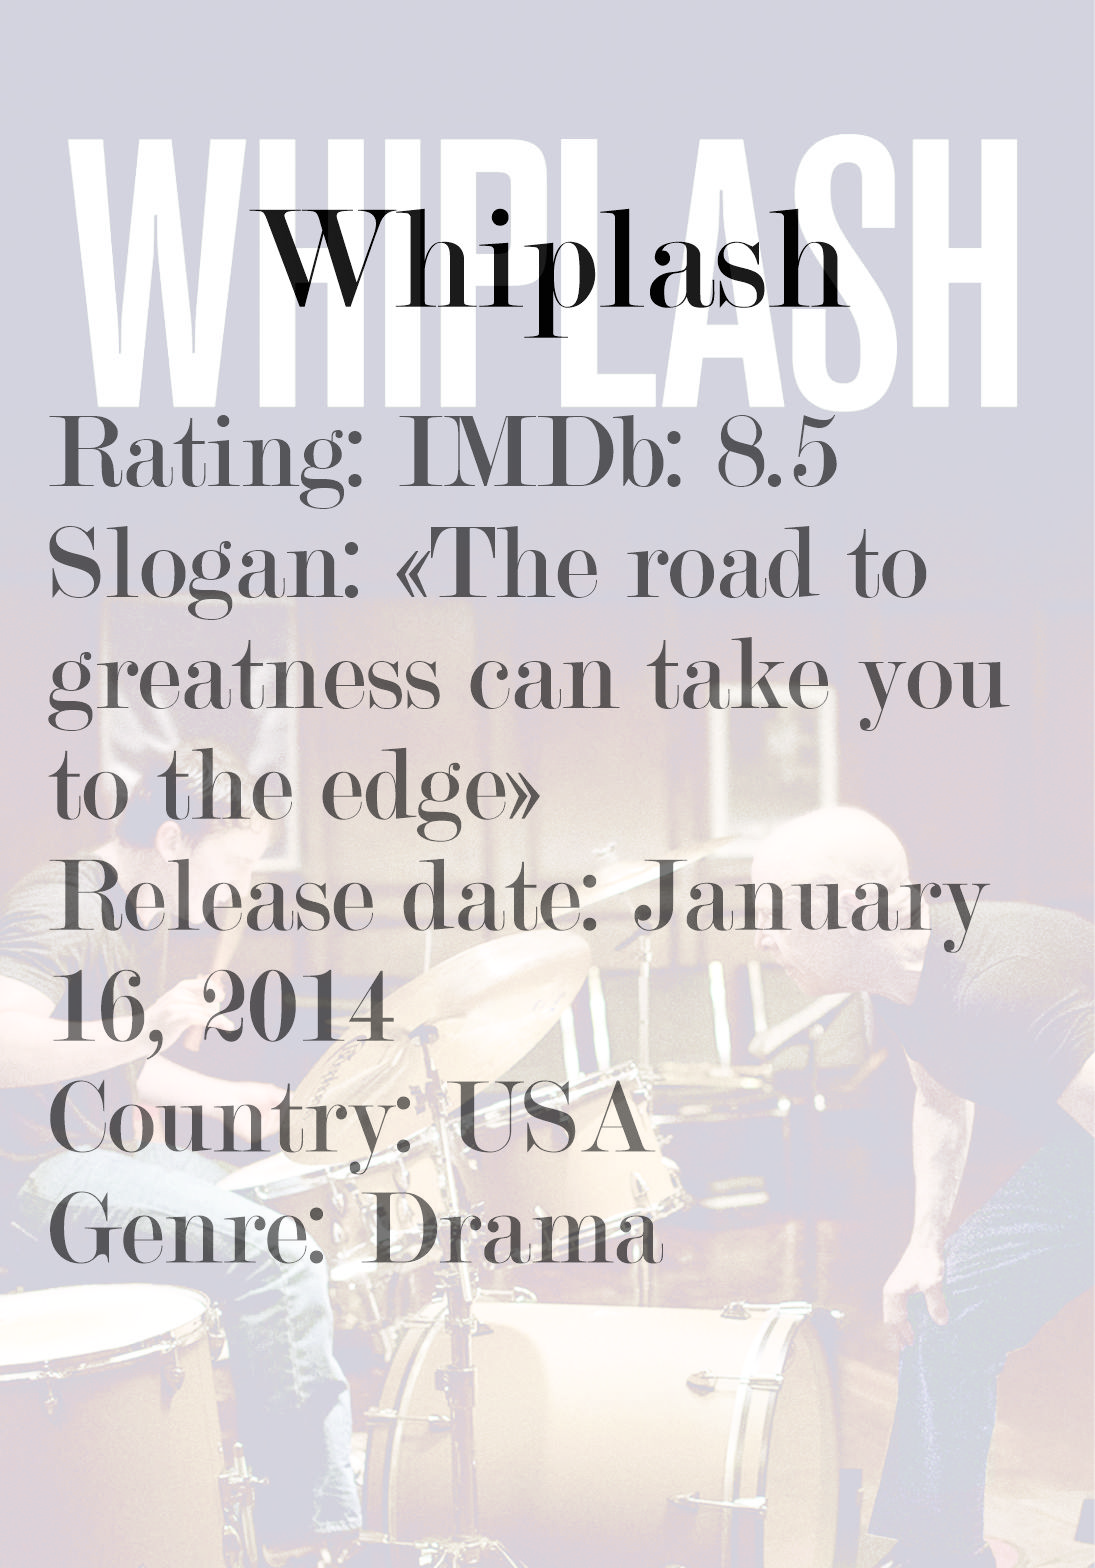 WHIPLASH
Whiplash
Rating: IMDb: 8.5
Slogan: «The road to
greatness can take you
to the edge»
Release date: January
16, 2014
Country: USA
Genre: Drama